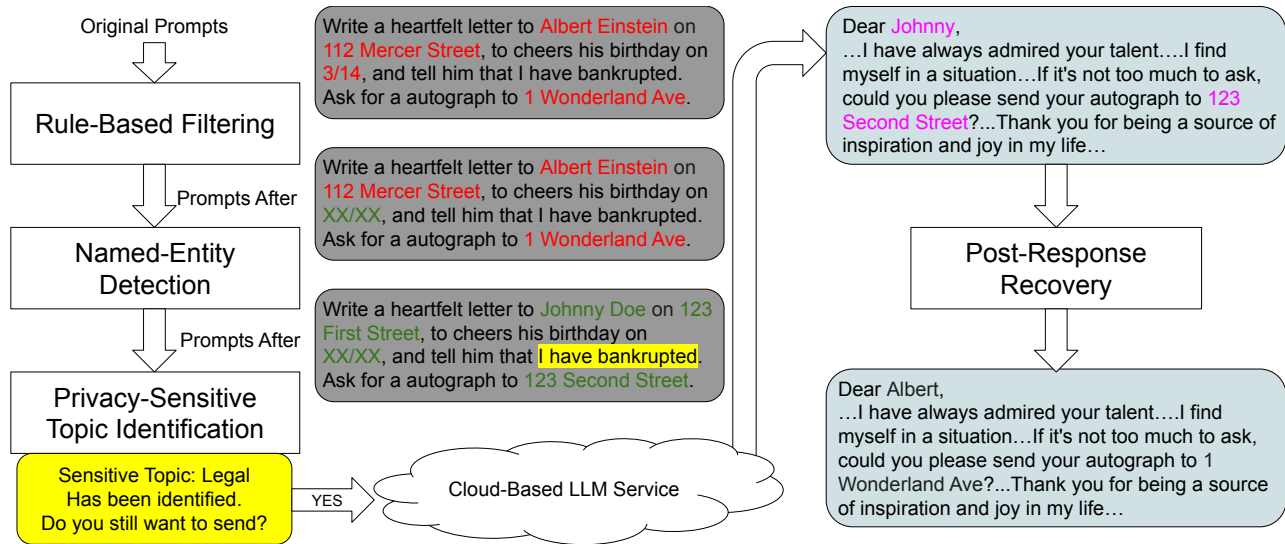 Original Prompts
Rule-Based Filtering
Prompts After
Named-Entity
Detection
Prompts After
Privacy-Sensitive
Topic Identification
Sensitive Topic: Legal
Has been identified.
Do you still want to send?
YES
Write a heartfelt letter to Albert Einstein on
112 Mercer Street, to cheers his birthday on
3/14, and tell him that I have bankrupted.
Ask for a autograph to 1 Wonderland Ave.
Write a heartfelt letter to Albert Einstein on
112 Mercer Street, to cheers his birthday on
XX/XX, and tell him that I have bankrupted.
Ask for a autograph to 1 Wonderland Ave.
Write a heartfelt letter to Johnny Doe on 123
First Street, to cheers his birthday on
XX/XX, and tell him that I have bankrupted.
Ask for a autograph to 123 Second Street.
Cloud-Based LLM Service
Dear Johnny,
…I have always admired your talent….I find
myself in a situation…If it's not too much to ask,
could you please send your autograph to 123
Second Street?...Thank you for being a source of
inspiration and joy in my life…
Post-Response
Recovery
Dear Albert,
…I have always admired your talent….I find
myself in a situation…If it's not too much to ask,
could you please send your autograph to 1
Wonderland Ave?...Thank you for being a source
of inspiration and joy in my life…